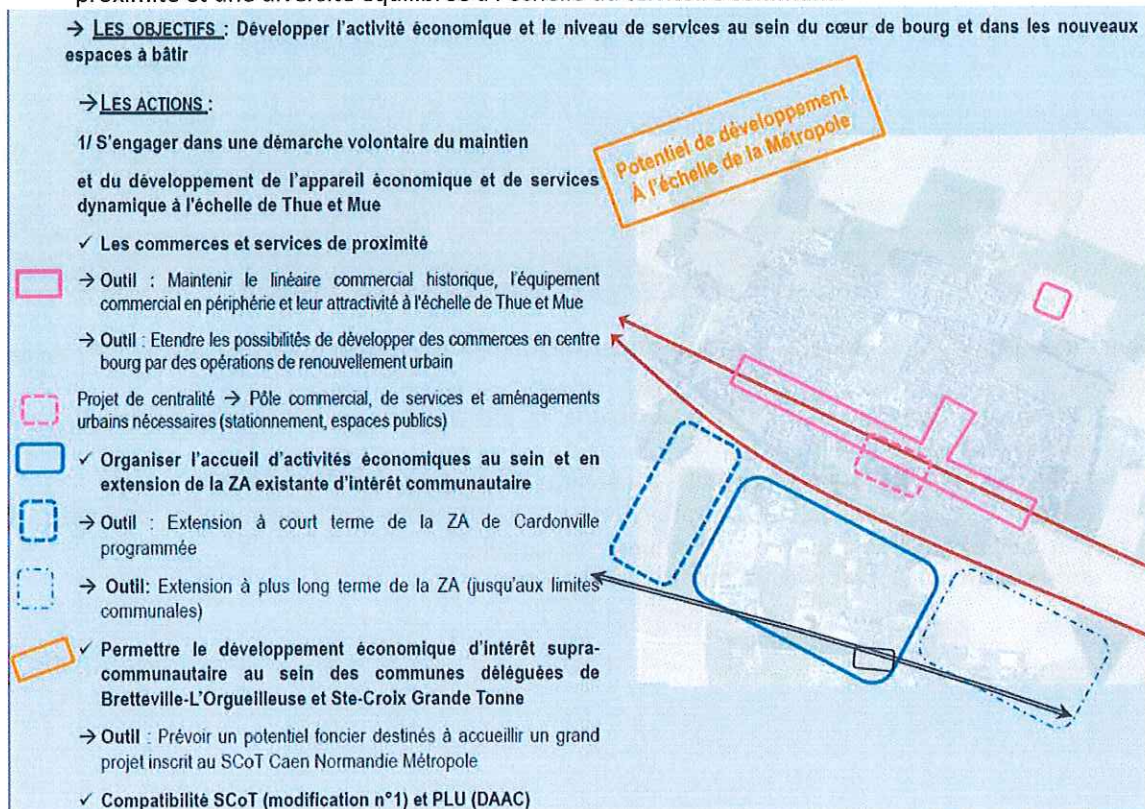 → LES OBJECTIFS : Développer l'activité économique et le niveau de services au sein du cœur de bourg et dans les nouveaux
espaces à bâtir
→LES ACTIONS :
1/ S'engager dans une démarche volontaire du maintien
et du développement de l'appareil économique et de services
dynamique à l'échelle de Thue et Mue
✓ Les commerces et services de proximité
→ Outil : Maintenir le linéaire commercial historique, l'équipement
commercial en périphérie et leur attractivité à l'échelle de Thue et Mue
→ Outil : Etendre les possibilités de développer des commerces en centre
bourg par des opérations de renouvellement urbain
Projet de centralité → Pôle commercial, de services et aménagements
urbains nécessaires (stationnement, espaces publics)
✓ Organiser l'accueil d'activités économiques au sein et en
extension de la ZA existante d'intérêt communautaire
→ Outil : Extension à court terme de la ZA de Cardonville
programmée
→ Outil: Extension à plus long terme de la ZA (jusqu'aux limites
communales)
✓ Permettre le développement économique d'intérêt supra-
communautaire au sein des communes déléguées de
Bretteville-L'Orgueilleuse et Ste-Croix Grande Tonne
→ Outil : Prévoir un potentiel foncier destinés à accueillir un grand
projet inscrit au SCoT Caen Normandie Métropole
✓ Compatibilité SCoT (modification n°1) et PLU (DAAC)
Potentiel de développement
À l'échelle de la Métropole